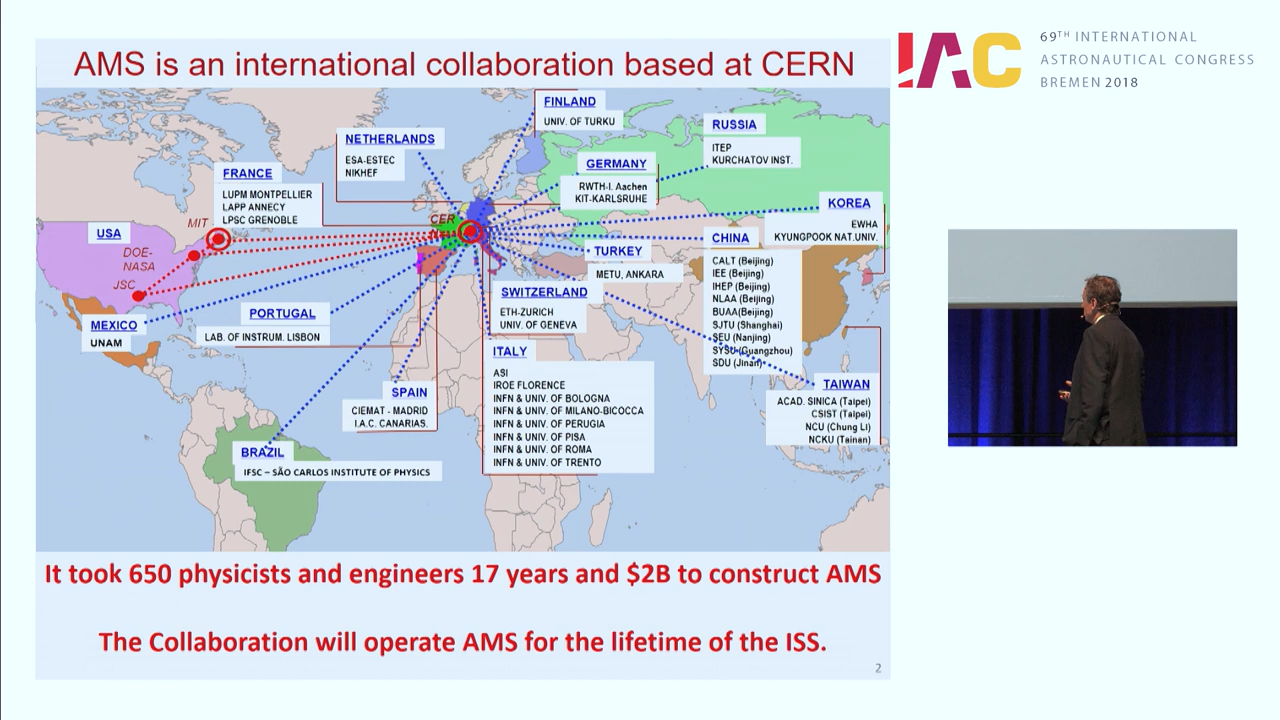 AMS is an international collaboration based at CERN
IAC
69TH INTERNATIONAL
ASTRONAUTICAL CONGRESS
BREMEN 2018
FINLAND
UNIV. OF TURKU
NETHERLANDS
ESA-ESTEC
NIKHEF
RUSSIA
ITEP
KURCHATOV INST.
FRANCE
LUPM MONTPELLIER
LAPP ANNECY
LPSC GRENOBLE
GERMANY
RWTH-I. Aachen
KIT-KARLSRUHE
KOREA
EWHA
KYUNGPOOK NAT.UNIV.
USA
MIT
DOE-
NASA
JSC
CER
TURKEY
METU, ANKARA
CHINA
CALT (Beijing)
IEE (Beijing)
IHEP (Beijing)
NLAA (Beijing)
BUAA(Beijing)
SJTU (Shanghai)
SEU (Nanjing)
SYSU (Guangzhou)
SDU (Jinan)
SWITZERLAND
ETH-ZURICH
UNIV. OF GENEVA
MEXICO
UNAM
PORTUGAL
LAB. OF INSTRUM. LISBON
ITALY
ASI
IROE FLORENCE
INFN & UNIV. OF BOLOGNA
INFN & UNIV. OF MILANO-BICOCCA
INFN & UNIV. OF PERUGIA
INFN & UNIV. OF PISA
INFN & UNIV. OF ROMA
INFN & UNIV. OF TRENTO
SPAIN
CIEMAT - MADRID
I.A.C. CANARIAS.
TAIWAN
ACAD. SINICA (Taipei)
CSIST (Taipei)
NCU (Chung Li)
NCKU (Tainan)
BRAZIL
IFSC – SÃO CARLOS INSTITUTE OF PHYSICS
It took 650 physicists and engineers 17 years and $2B to construct AMS
The Collaboration will operate AMS for the lifetime of the ISS.
2